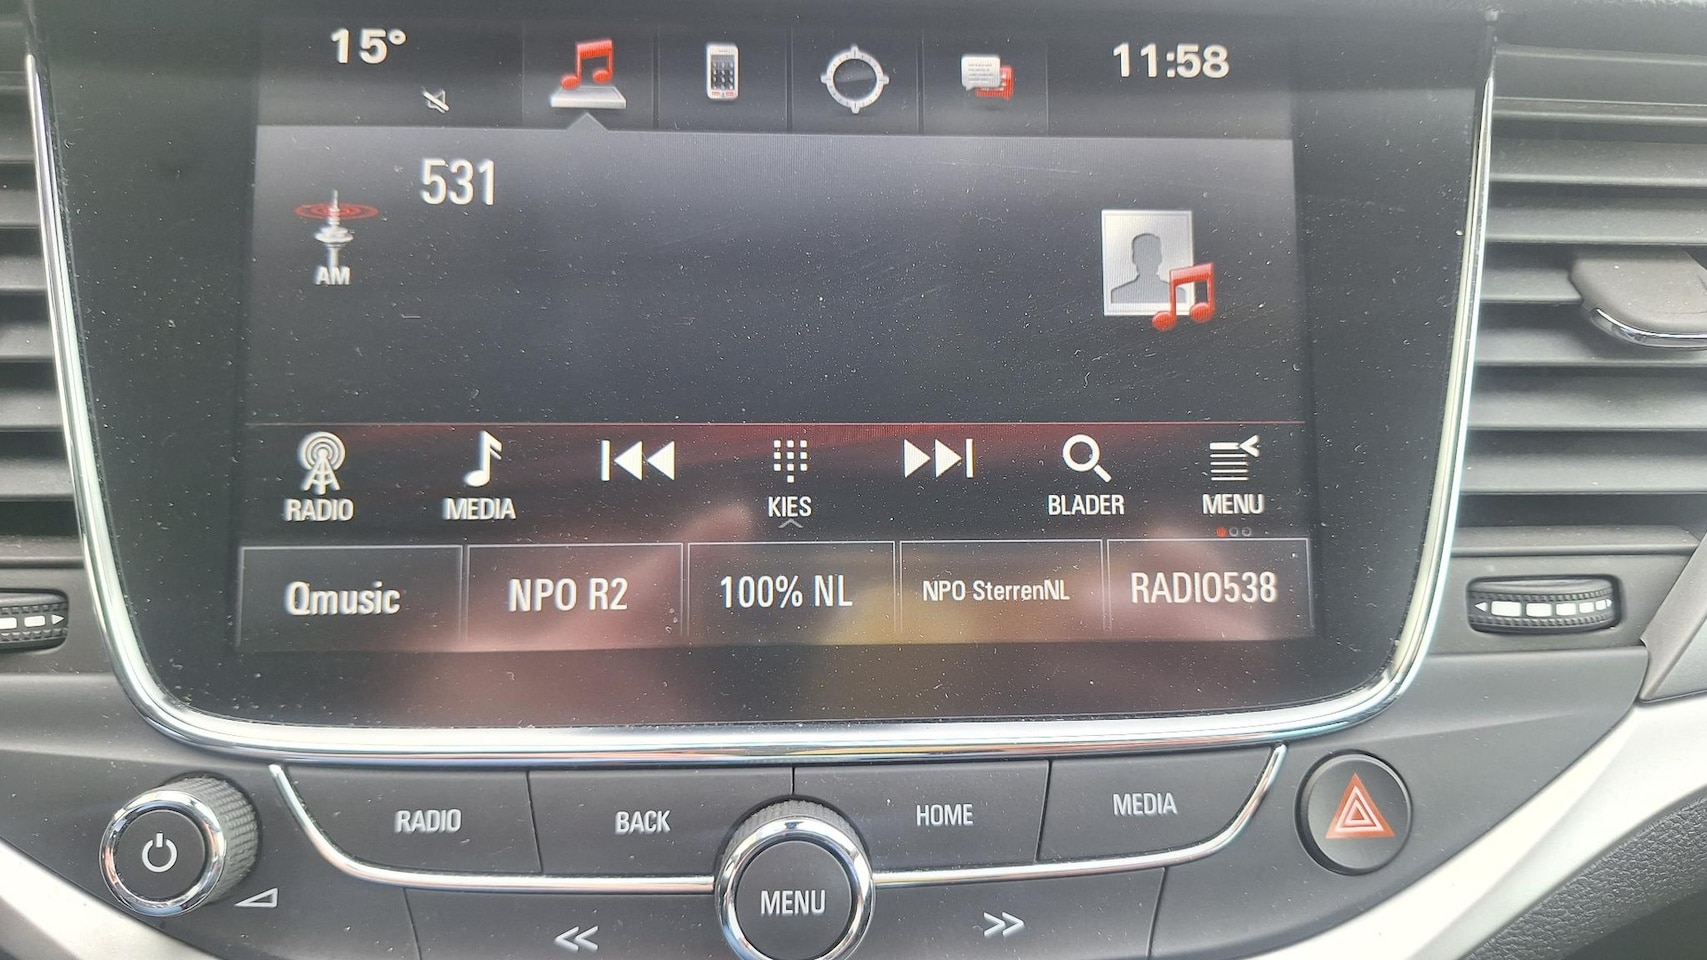 15° 11:58
531
AM
RADIO MEDIA KIES BLADER MENU
Qmusic NPO R2 100% NL NPO SterrenNL RADIO538
RADIO BACK HOME MEDIA
MENU